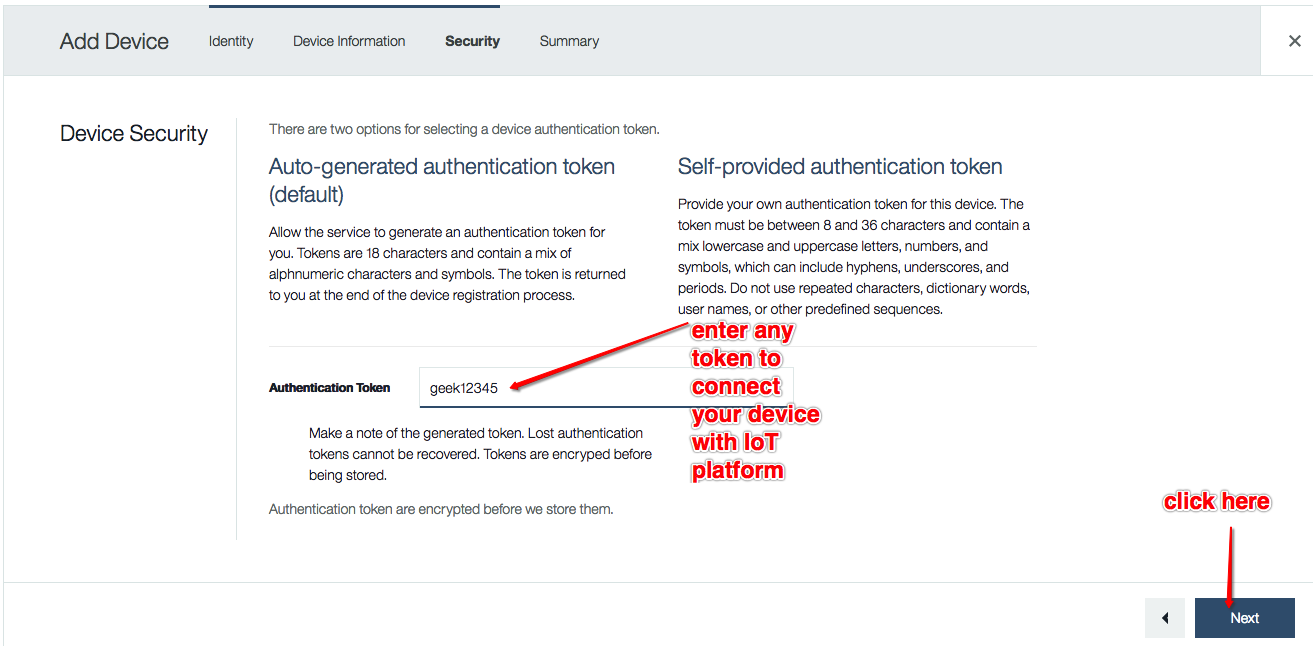 Add Device
Identity
Device Information
Security
Summary
Device Security
There are two options for selecting a device authentication token.
Auto-generated authentication token
(default)
Allow the service to generate an authentication token for
you. Tokens are 18 characters and contain a mix of
alphnumeric characters and symbols. The token is returned
to you at the end of the device registration process.
Self-provided authentication token
Provide your own authentication token for this device. The
token must be between 8 and 36 characters and contain a
mix lowercase and uppercase letters, numbers, and
symbols, which can include hyphens, underscores, and
periods. Do not use repeated characters, dictionary words,
user names, or other predefined sequences.
enter any
token to
connect
your device
with IoT
platform
Authentication Token
geek12345
Make a note of the generated token. Lost authentication
tokens cannot be recovered. Tokens are encryped before
being stored.
Authentication token are encrypted before we store them.
click here
Next